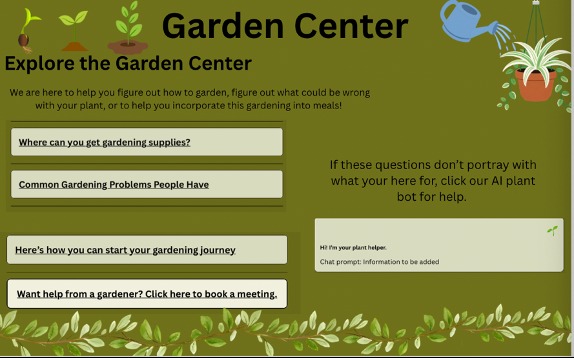 Garden Center
Explore the Garden Center
We are here to help you figure out how to garden, figure out what could be wrong
with your plant, or to help you incorporate this gardening into meals!
Where can you get gardening supplies?
Common Gardening Problems People Have
Here's how you can start your gardening journey
Want help from a gardener? Click here to book a meeting.
If these questions don't portray with
what your here for, click our AI plant
bot for help.
Hi! I'm your plant helper.
Chat prompt: Information to be added